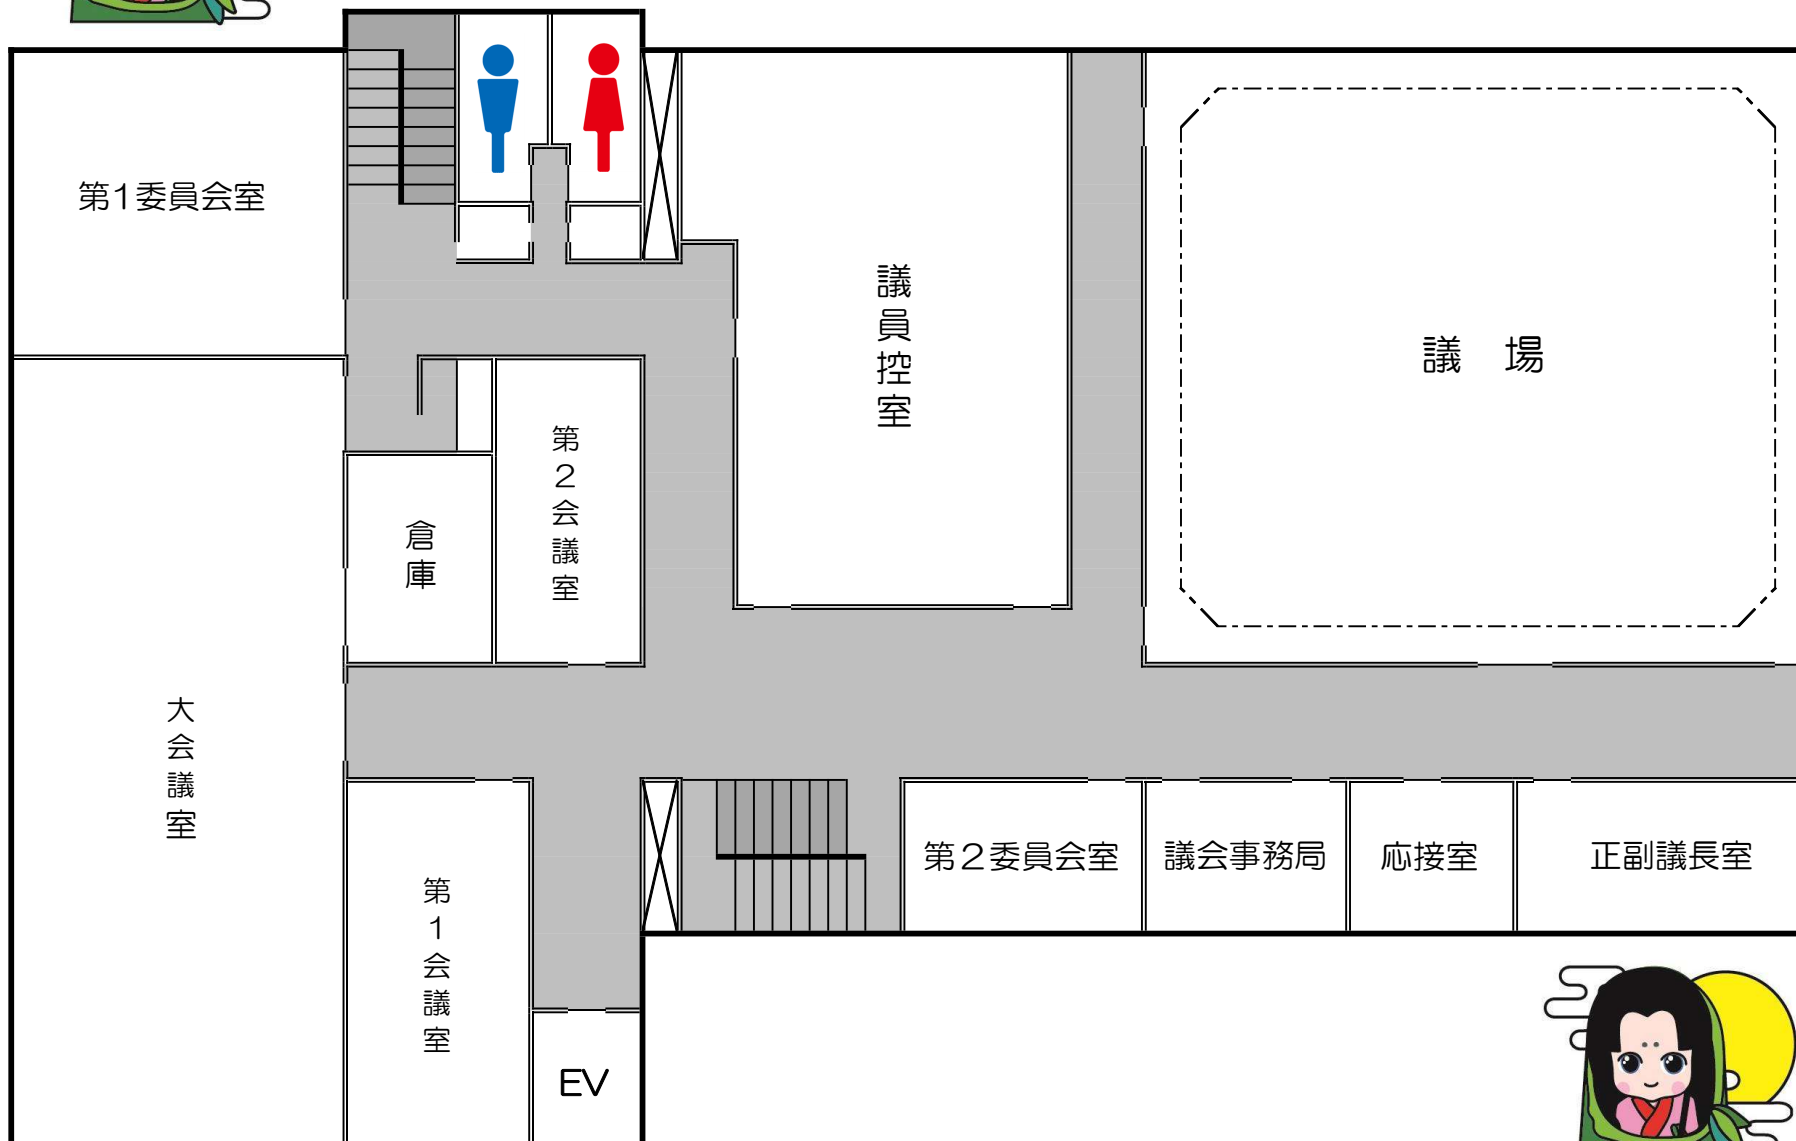 第1委員会室
議員控室
議　場
第２会議室
倉庫
大会議室
第２委員会室
議会事務局
応接室
正副議長室
第１会議室
EV